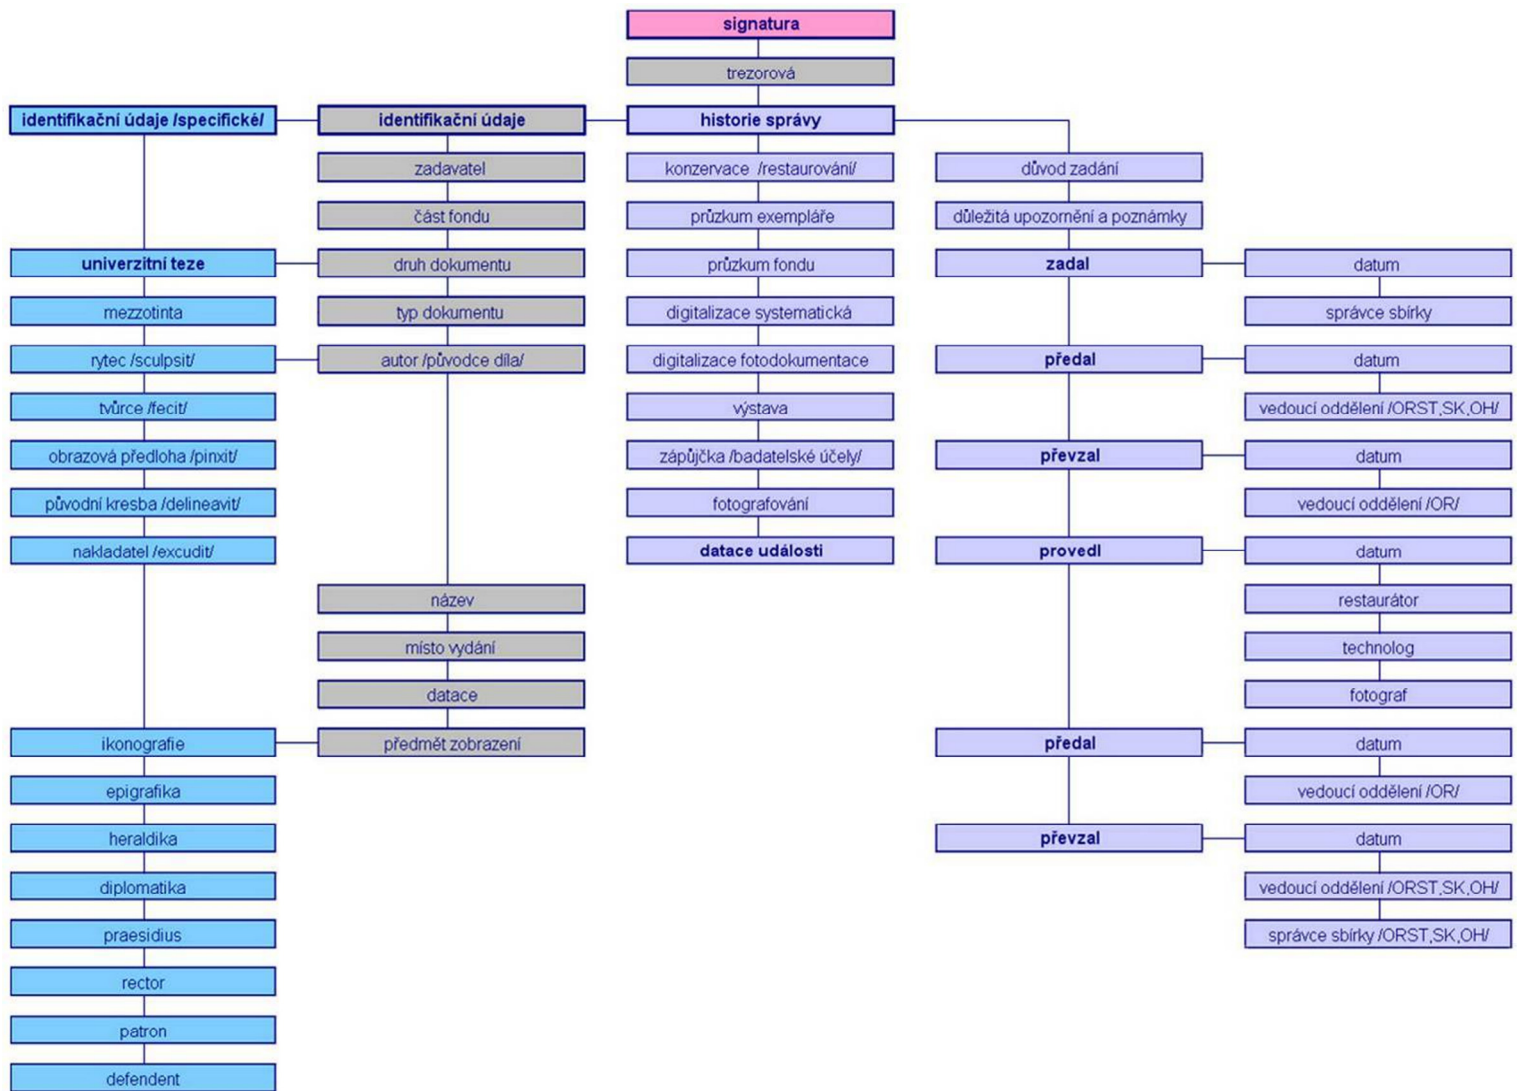 signatura
trezorová
identifikační údaje /specifické/
identifikační údaje
historie správy
zadavatel
konzervace /restaurování/
důvod zadání
část fondu
průzkum exempláře
důležitá upozornění a poznámky
univerzitní teze
druh dokumentu
průzkum fondu
zadal
datum
mezzotinta
typ dokumentu
digitalizace systematická
správce sbírky
rytec /sculpsit/
autor /původce díla/
digitalizace fotodokumentace
předal
datum
tvůrce /fecit/
výstava
vedoucí oddělení /ORST,SK,OH/
obrazová předloha /pinxit/
zápůjčka /badatelské účely/
převzal
datum
původní kresba /delineavit/
fotografování
vedoucí oddělení /OR/
nakladatel /excudit/
datace události
provedl
datum
název
restaurátor
místo vydání
technolog
datace
fotograf
ikonografie
předmět zobrazení
předal
datum
epigrafika
vedoucí oddělení /OR/
heraldika
převzal
datum
diplomatika
vedoucí oddělení /ORST,SK,OH/
praesidius
správce sbírky /ORST,SK,OH/
rector
patron
defendent